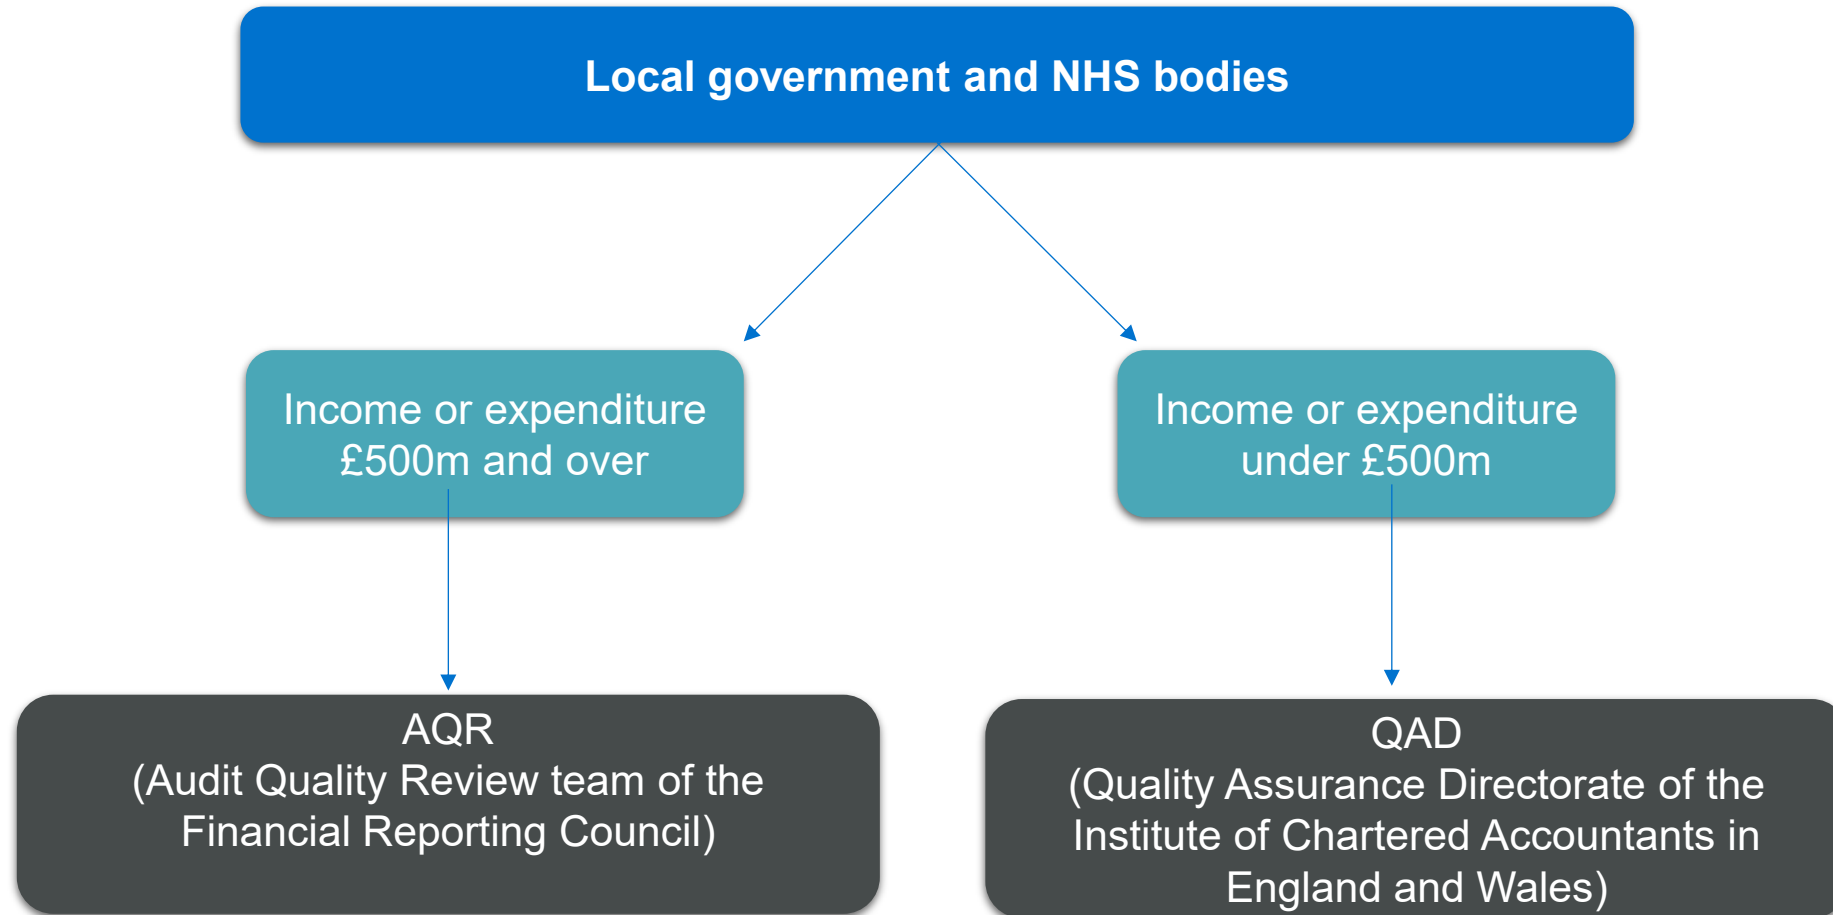 Local government and NHS bodies
Income or expenditure
£500m and over
Income or expenditure
under £500m
AQR
(Audit Quality Review team of the
Financial Reporting Council)
QAD
(Quality Assurance Directorate of the
Institute of Chartered Accountants in
England and Wales)